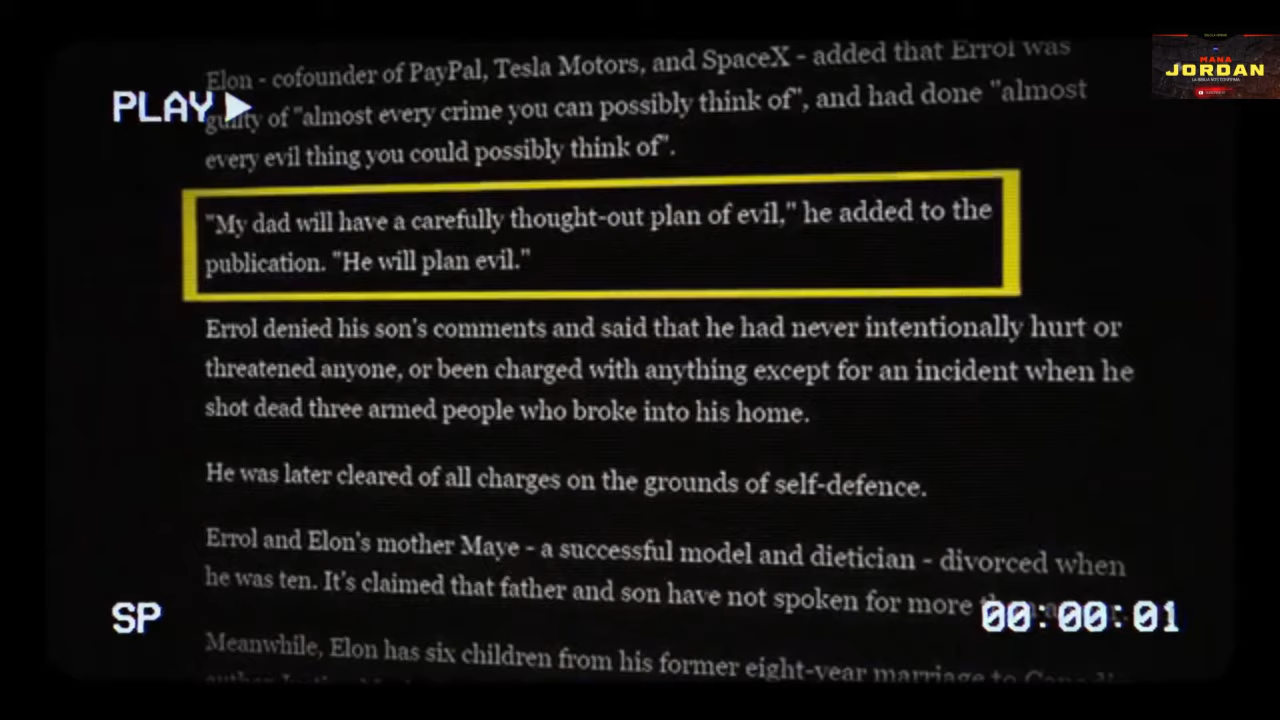 MANA
JORDAN
PLAY
Elon - cofounder of PayPal, Tesla Motors, and SpaceX - added that Errol was
guilty of "almost every crime you can possibly think of", and had done "almost
every evil thing you could possibly think of".
"My dad will have a carefully thought-out plan of evil," he added to the
publication. "He will plan evil."
Errol denied his son's comments and said that he had never intentionally hurt or
threatened anyone, or been charged with anything except for an incident when he
shot dead three armed people who broke into his home.
He was later cleared of all charges on the grounds of self-defence.
Errol and Elon's mother Maye - a successful model and dietician - divorced when
he was ten. It's claimed that father and son have not spoken for more
SP
00:00:01
Meanwhile, Elon has six children from his former eight-year marriage to